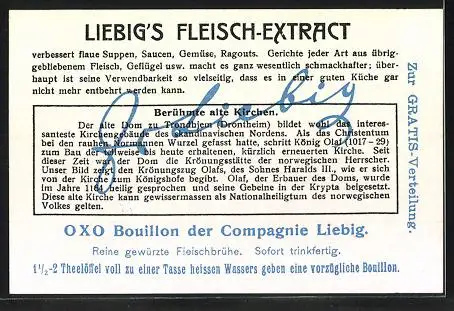 LIEBIG'S FLEISCH-EXTRACT
verbessert flaue Suppen, Saucen, Gemüse, Ragouts. Gerichte jeder Art aus übrig-
gebliebenem Fleisch, Geflügel usw. macht es ganz wesentlich schmackhafter; über-
haupt ist seine Verwendbarkeit so vielseitig, dass es in einer guten Küche gar
nicht mehr entbehrt werden kann.
Berühmte alte Kirchen.
Der alte Dom zu Trondhjem (Drontheim) bildet wohl das interes-
santeste Kirchengebäude des skandinavischen Nordens. Als das Christentum
bei den rauhen Bewohnern Wurzel gefasst hatte, schritt König Olaf (1017—29)
zum Bau der teilweise bis heute erhaltenen, kürzlich erneuerten Kirche. Seit
dieser Zeit war der Dom die Krönungsstätte der norwegischen Herrscher.
Unser Bild zeigt den Krönungszug Olafs, des Sohnes Haralds III., wie er sich
von der Kirche zum Königshofe begibt. Olaf, der Erbauer des Doms, wurde
im Jahre 1164 heilig gesprochen und seine Gebeine in der Krypta beigesetzt.
Diese alte Kirche kann gewissermassen als Nationalheiligtum des norwegischen
Volkes gelten.
OXO Bouillon der Compagnie Liebig.
Reine gewürzte Fleischbrühe. Sofort trinkfertig.
1½-2 Theelöffel voll zu einer Tasse heissen Wassers geben eine vorzügliche Bouillon.
Zur GRATIS-Verteilung.
JvLiebig